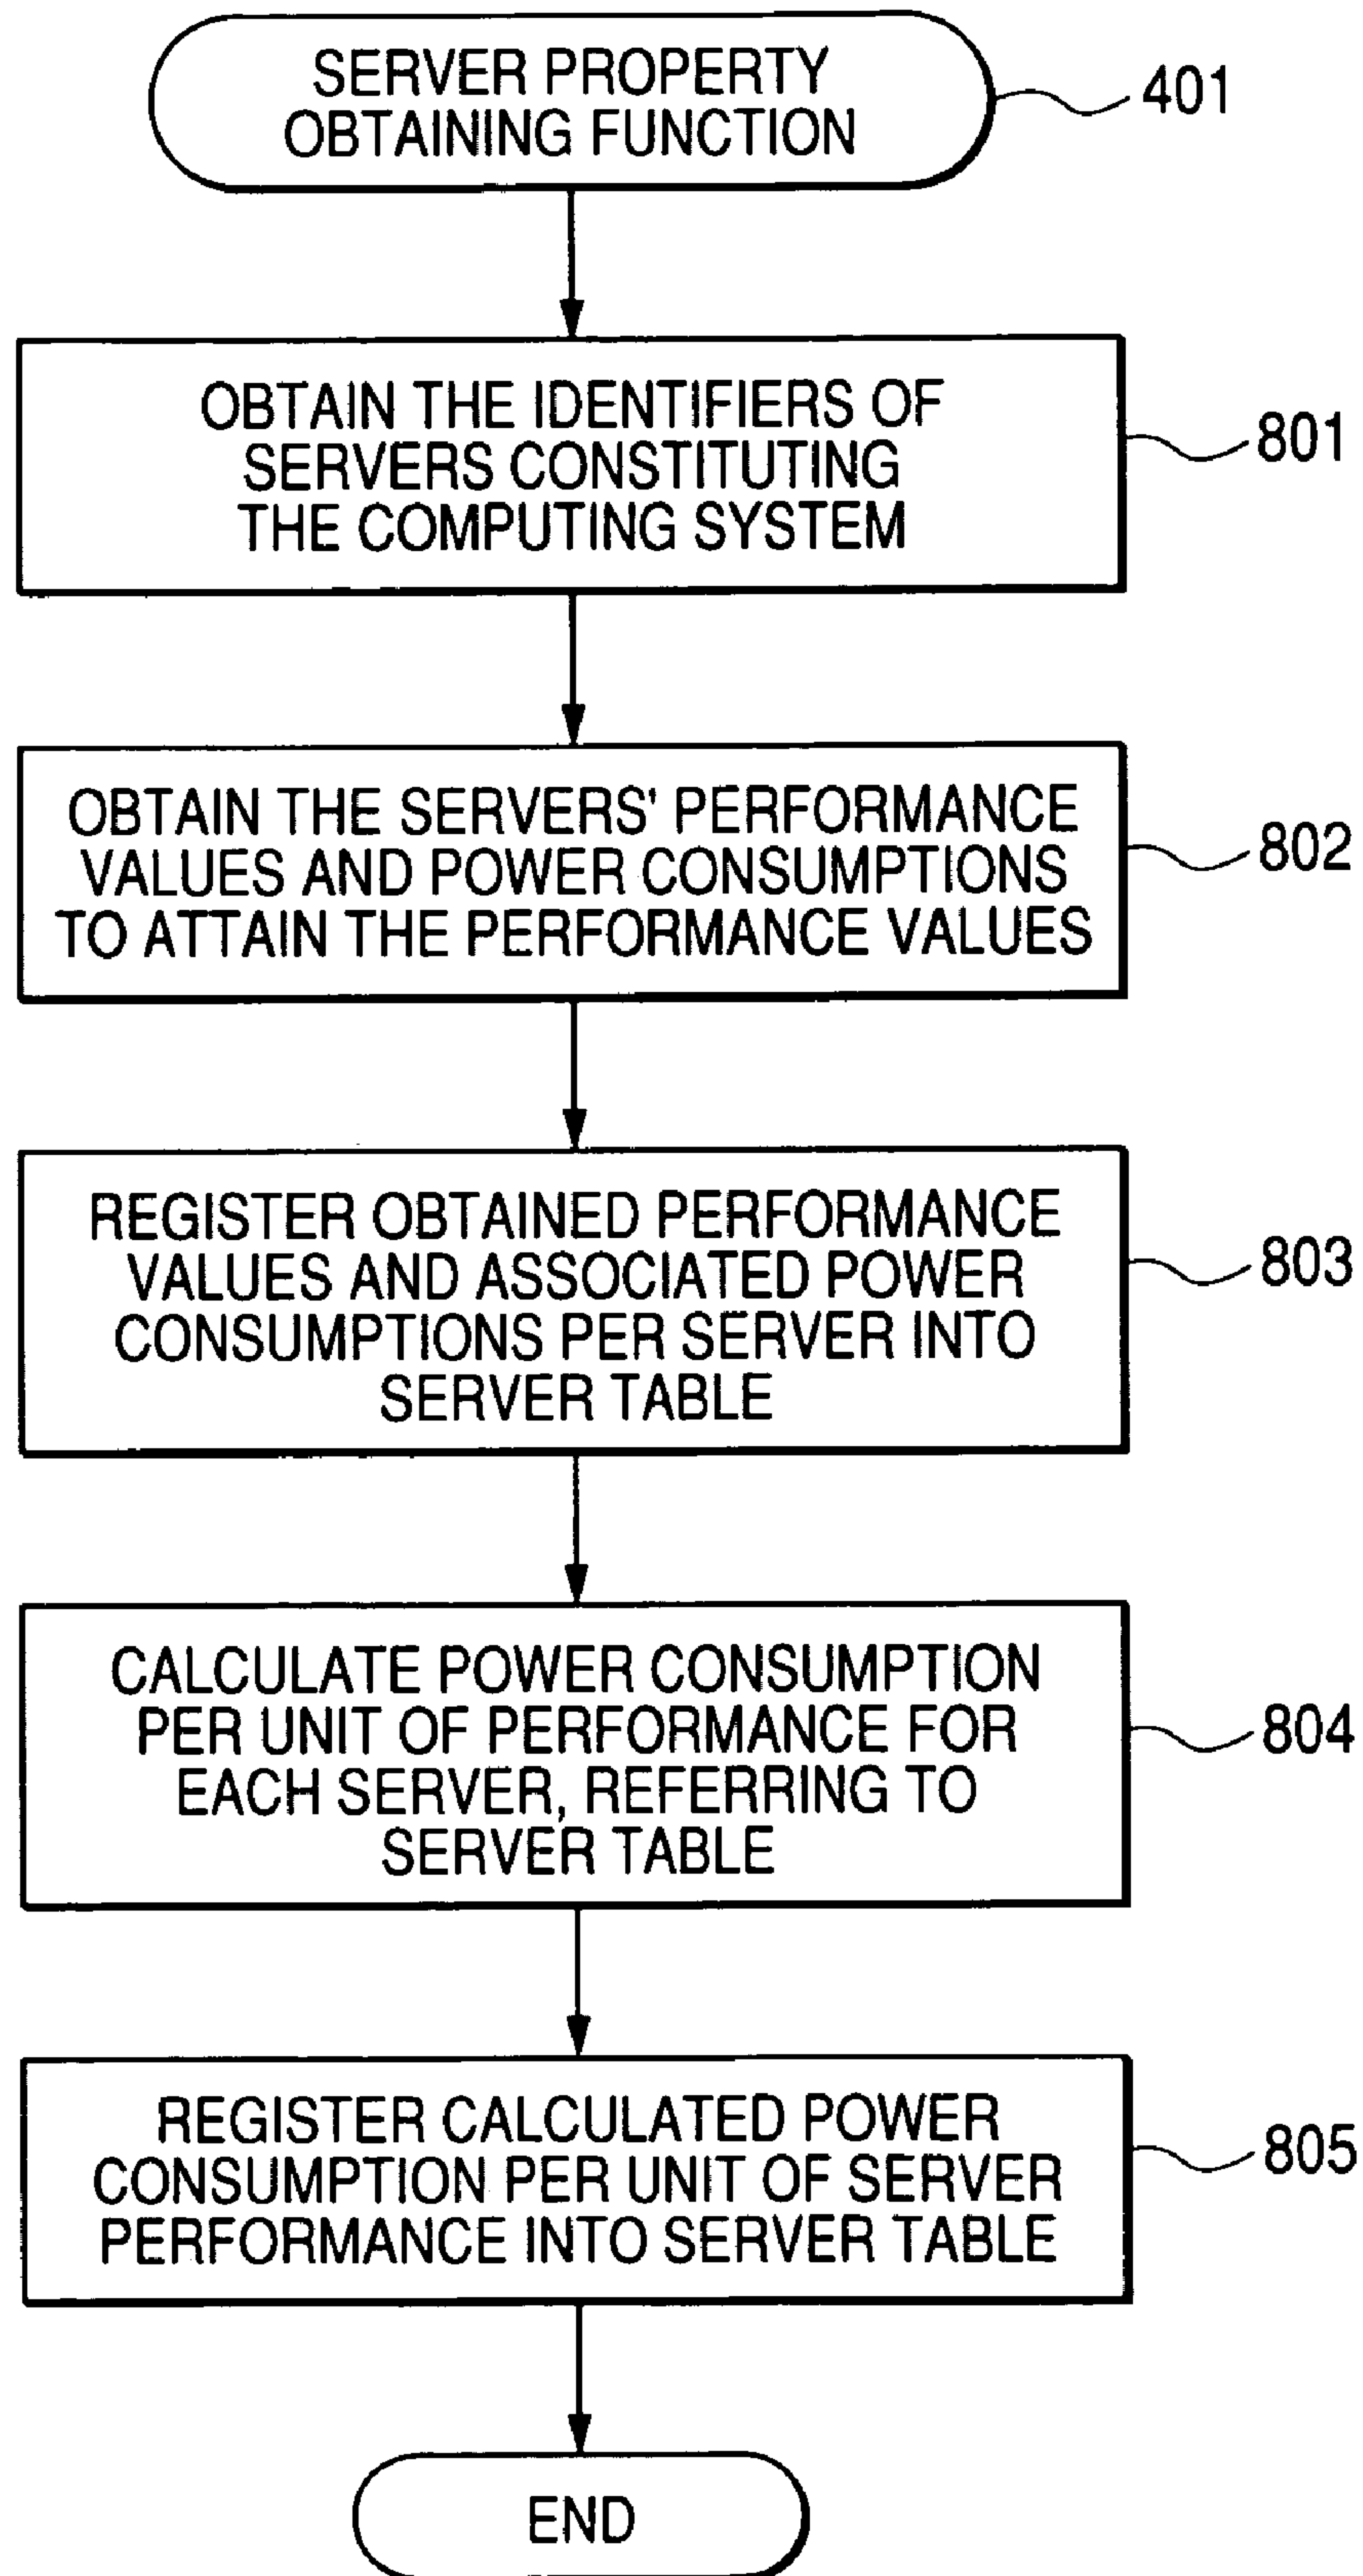 SERVER PROPERTY
OBTAINING FUNCTION
401
OBTAIN THE IDENTIFIERS OF
SERVERS CONSTITUTING
THE COMPUTING SYSTEM
801
OBTAIN THE SERVERS' PERFORMANCE
VALUES AND POWER CONSUMPTIONS
TO ATTAIN THE PERFORMANCE VALUES
802
REGISTER OBTAINED PERFORMANCE
VALUES AND ASSOCIATED POWER
CONSUMPTIONS PER SERVER INTO
SERVER TABLE
803
CALCULATE POWER CONSUMPTION
PER UNIT OF PERFORMANCE FOR
EACH SERVER, REFERRING TO
SERVER TABLE
804
REGISTER CALCULATED POWER
CONSUMPTION PER UNIT OF SERVER
PERFORMANCE INTO SERVER TABLE
805
END